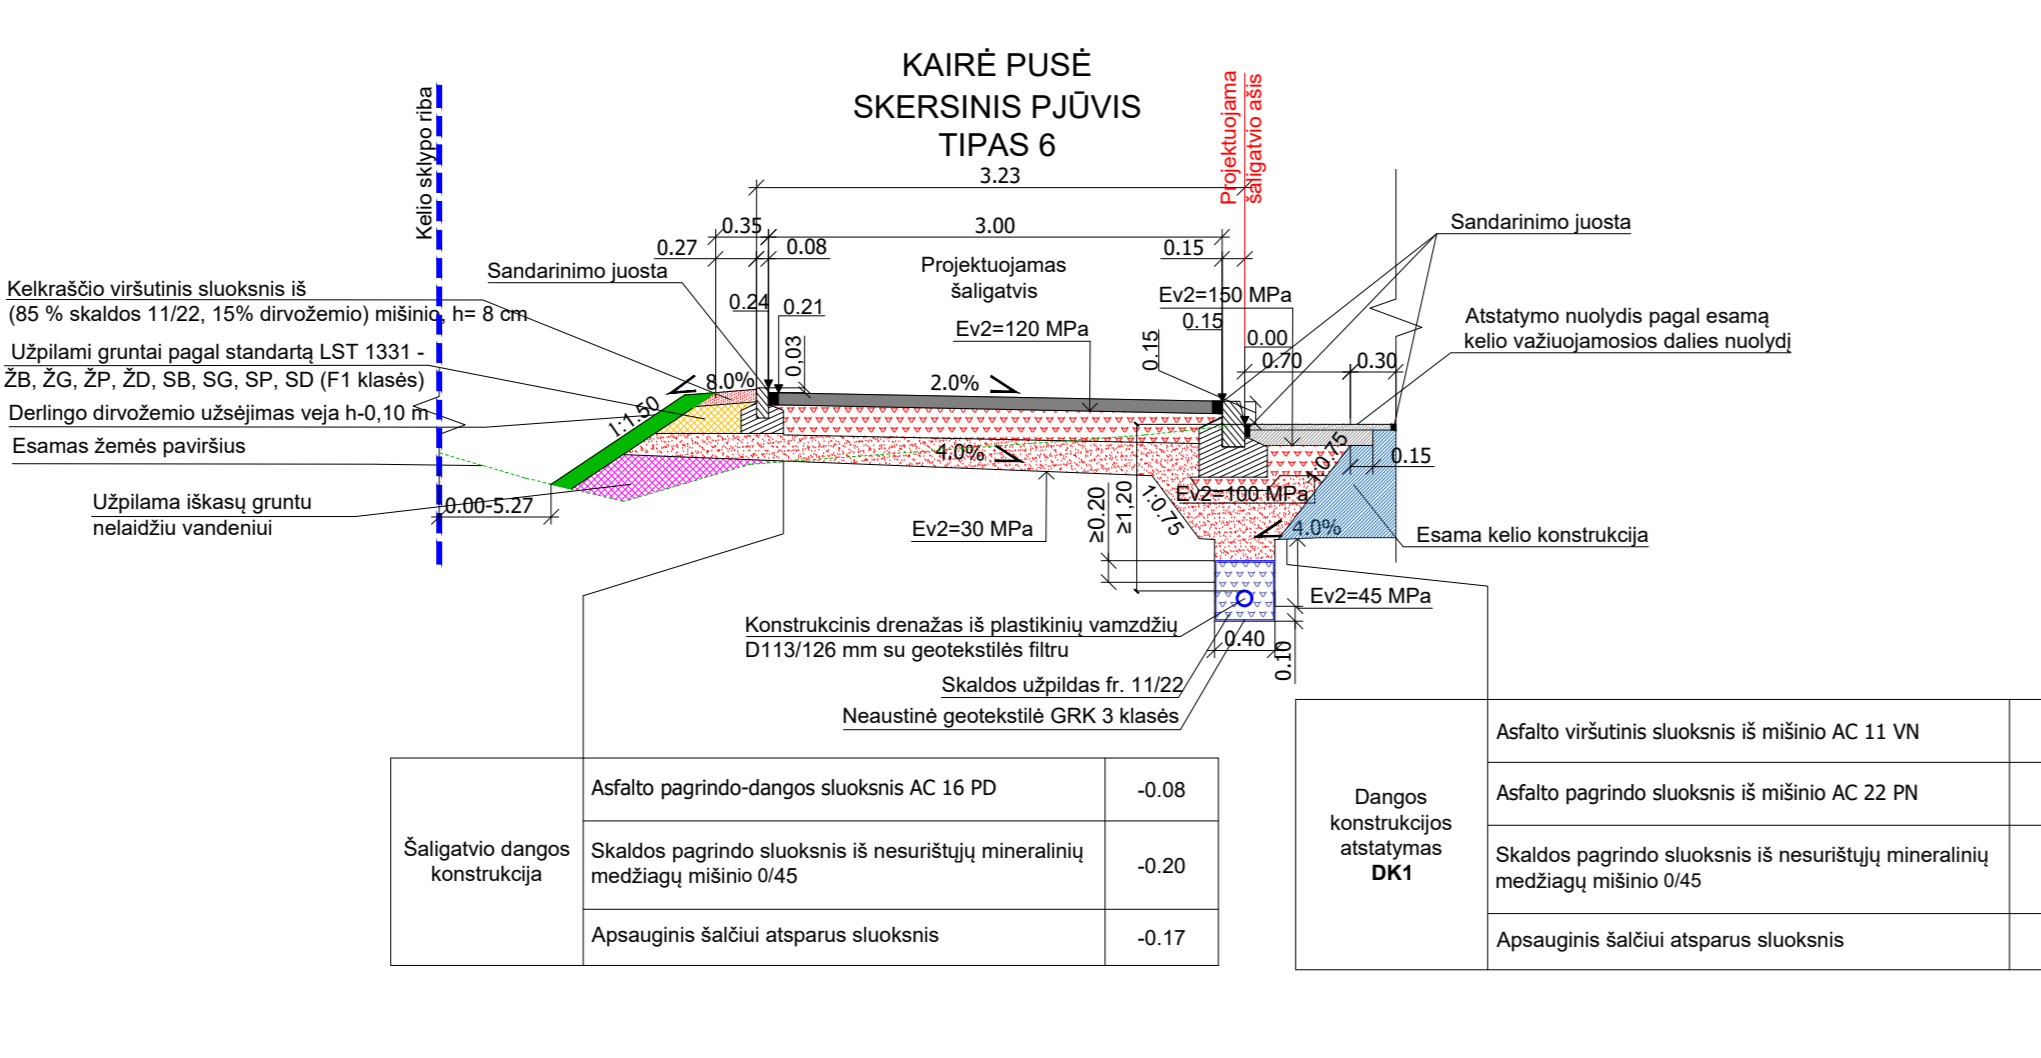 KAIRĖ PUSĖ
SKERSINIS PJŪVIS
TIPAS 6
Kelio sklypo riba
Projektuojama
šaligatvio ašis
3.23
0.35
3.00
0.27
0.08
0.15
Sandarinimo juosta
Sandarinimo juosta
Projektuojamas
šaligatvis
Kelkraščio viršutinis sluoksnis iš
(85 % skaldos 11/22, 15% dirvožemio) mišinio, h= 8 cm
0.24
0.21
Ev2=150 MPa
Ev2=120 MPa
0.15
0.15
0.00
0,03
0.70
0.30
Atstatymo nuolydis pagal esamą
kelio važiuojamosios dalies nuolydį
Užpilami gruntai pagal standartą LST 1331 -
ŽB, ŽG, ŽP, ŽD, SB, SG, SP, SD (F1 klasės)
8.0%
2.0%
Derlingo dirvožemio užsėjimas veja h-0,10 m
1:1.50
Esamas žemės paviršius
4.0%
1:0.75
0.15
Užpilama iškasų gruntu
nelaidžiu vandeniui
0.00-5.27
Ev2=30 MPa
≥0.20
≥1,20
1:0.75
Ev2=100 MPa
4.0%
Esama kelio konstrukcija
Ev2=45 MPa
Konstrukcinis drenažas iš plastikinių vamzdžių
D113/126 mm su geotekstilės filtru
0.40
0.10
Skaldos užpildas fr. 11/22
Neaustinė geotekstilė GRK 3 klasės
Šaligatvio dangos
konstrukcija
Asfalto pagrindo-dangos sluoksnis AC 16 PD
-0.08
Skaldos pagrindo sluoksnis iš nesurištųjų mineralinių
medžiagų mišinio 0/45
-0.20
Apsauginis šalčiui atsparus sluoksnis
-0.17
Dangos
konstrukcijos
atstatymas
DK1
Asfalto viršutinis sluoksnis iš mišinio AC 11 VN
Asfalto pagrindo sluoksnis iš mišinio AC 22 PN
Skaldos pagrindo sluoksnis iš nesurištųjų mineralinių
medžiagų mišinio 0/45
Apsauginis šalčiui atsparus sluoksnis